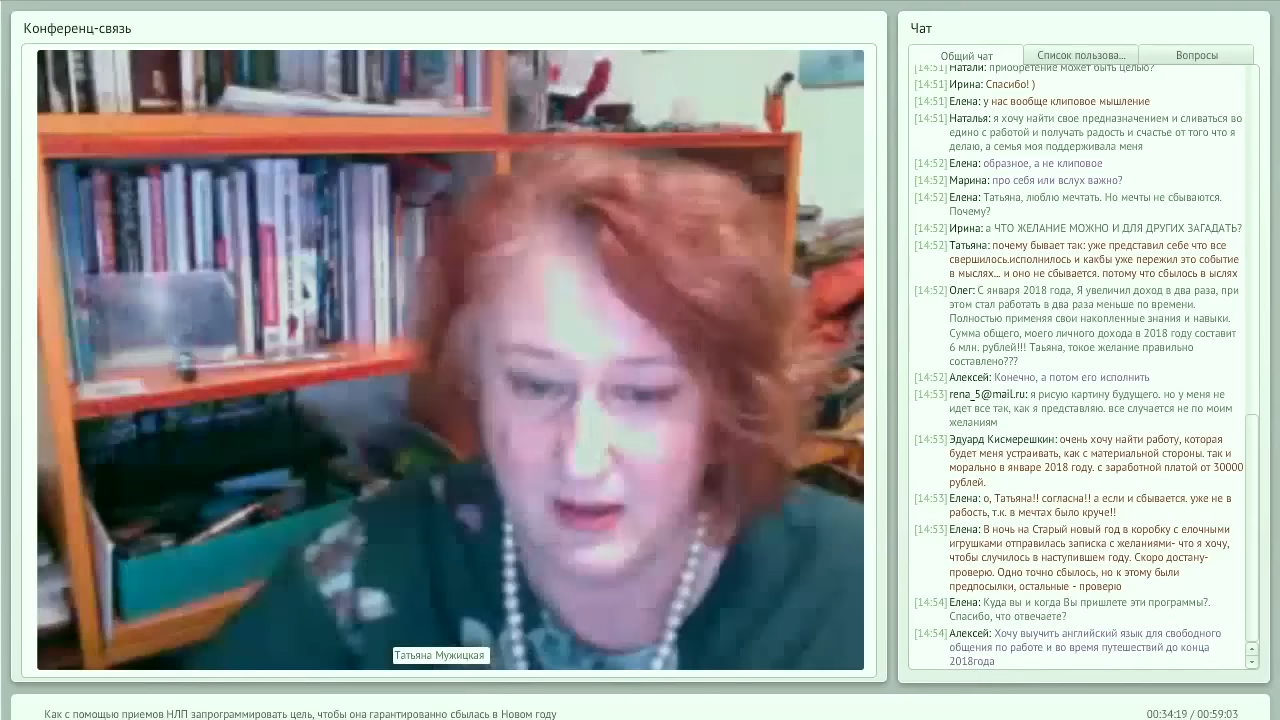 Конференц-связь
Татьяна Мужицкая
Чат
Общий чат
Список пользова...
Вопросы
[14:51] Натали: приобретение может быть целью?
[14:51] Ирина: Спасибо! )
[14:51] Елена: у нас вообще клиповое мышление
[14:51] Наталья: я хочу найти свое предназначением и сливаться во
едино с работой и получать радость и счастье от того что я
делаю, а семья моя поддерживала меня
[14:52] Елена: образное, а не клиповое
[14:52] Марина: про себя или вслух важно?
[14:52] Елена: Татьяна, люблю мечтать. Но мечты не сбываются.
Почему?
[14:52] Ирина: а ЧТО ЖЕЛАНИЕ МОЖНО И ДЛЯ ДРУГИХ ЗАГАДАТЬ?
[14:52] Татьяна: почему бывает так: уже представил себе что все
свершилось.исполнилось и какбы уже пережил это событие
в мыслях... и оно не сбывается. потому что сбылось в ыслях
[14:52] Олег: С января 2018 года, Я увеличил доход в два раза, при
этом стал работать в два раза меньше по времени.
Полностью применяя свои накопленные знания и навыки.
Сумма общего, моего личного дохода в 2018 году составит
6 млн. рублей!!! Таьяна, токое желание правильно
составлено???
[14:52] Алексей: Конечно, а потом его исполнить
[14:53] rena_5@mail.ru: я рисую картину будущего. но у меня не
идет все так, как я представляю. все случается не по моим
желаниям
[14:53] Эдуард Кисмерешкин: очень хочу найти работу, которая
будет меня устраивать, как с материальной стороны. так и
морально в январе 2018 году. с заработной платой от 30000
рублей.
[14:53] Елена: о, Татьяна!! согласна!! а если и сбывается. уже не в
рабость, т.к. в мечтах было круче!!
[14:53] Елена: В ночь на Старый новый год в коробку с елочными
игрушками отправилась записка с желаниями- что я хочу,
чтобы случилось в наступившем году. Скоро достану-
проверю. Одно точно сбылось, но к этому были
предпосылки, остальные - проверю
[14:54] Елена: Куда вы и когда Вы пришлете эти программы?.
Спасибо, что отвечаете?
[14:54] Алексей: Хочу выучить английский язык для свободного
общения по работе и во время путешествий до конца
2018года
Как с помощью приемов НЛП запрограммировать цель, чтобы она гарантированно сбылась в Новом году
00:34:19 / 00:59:03